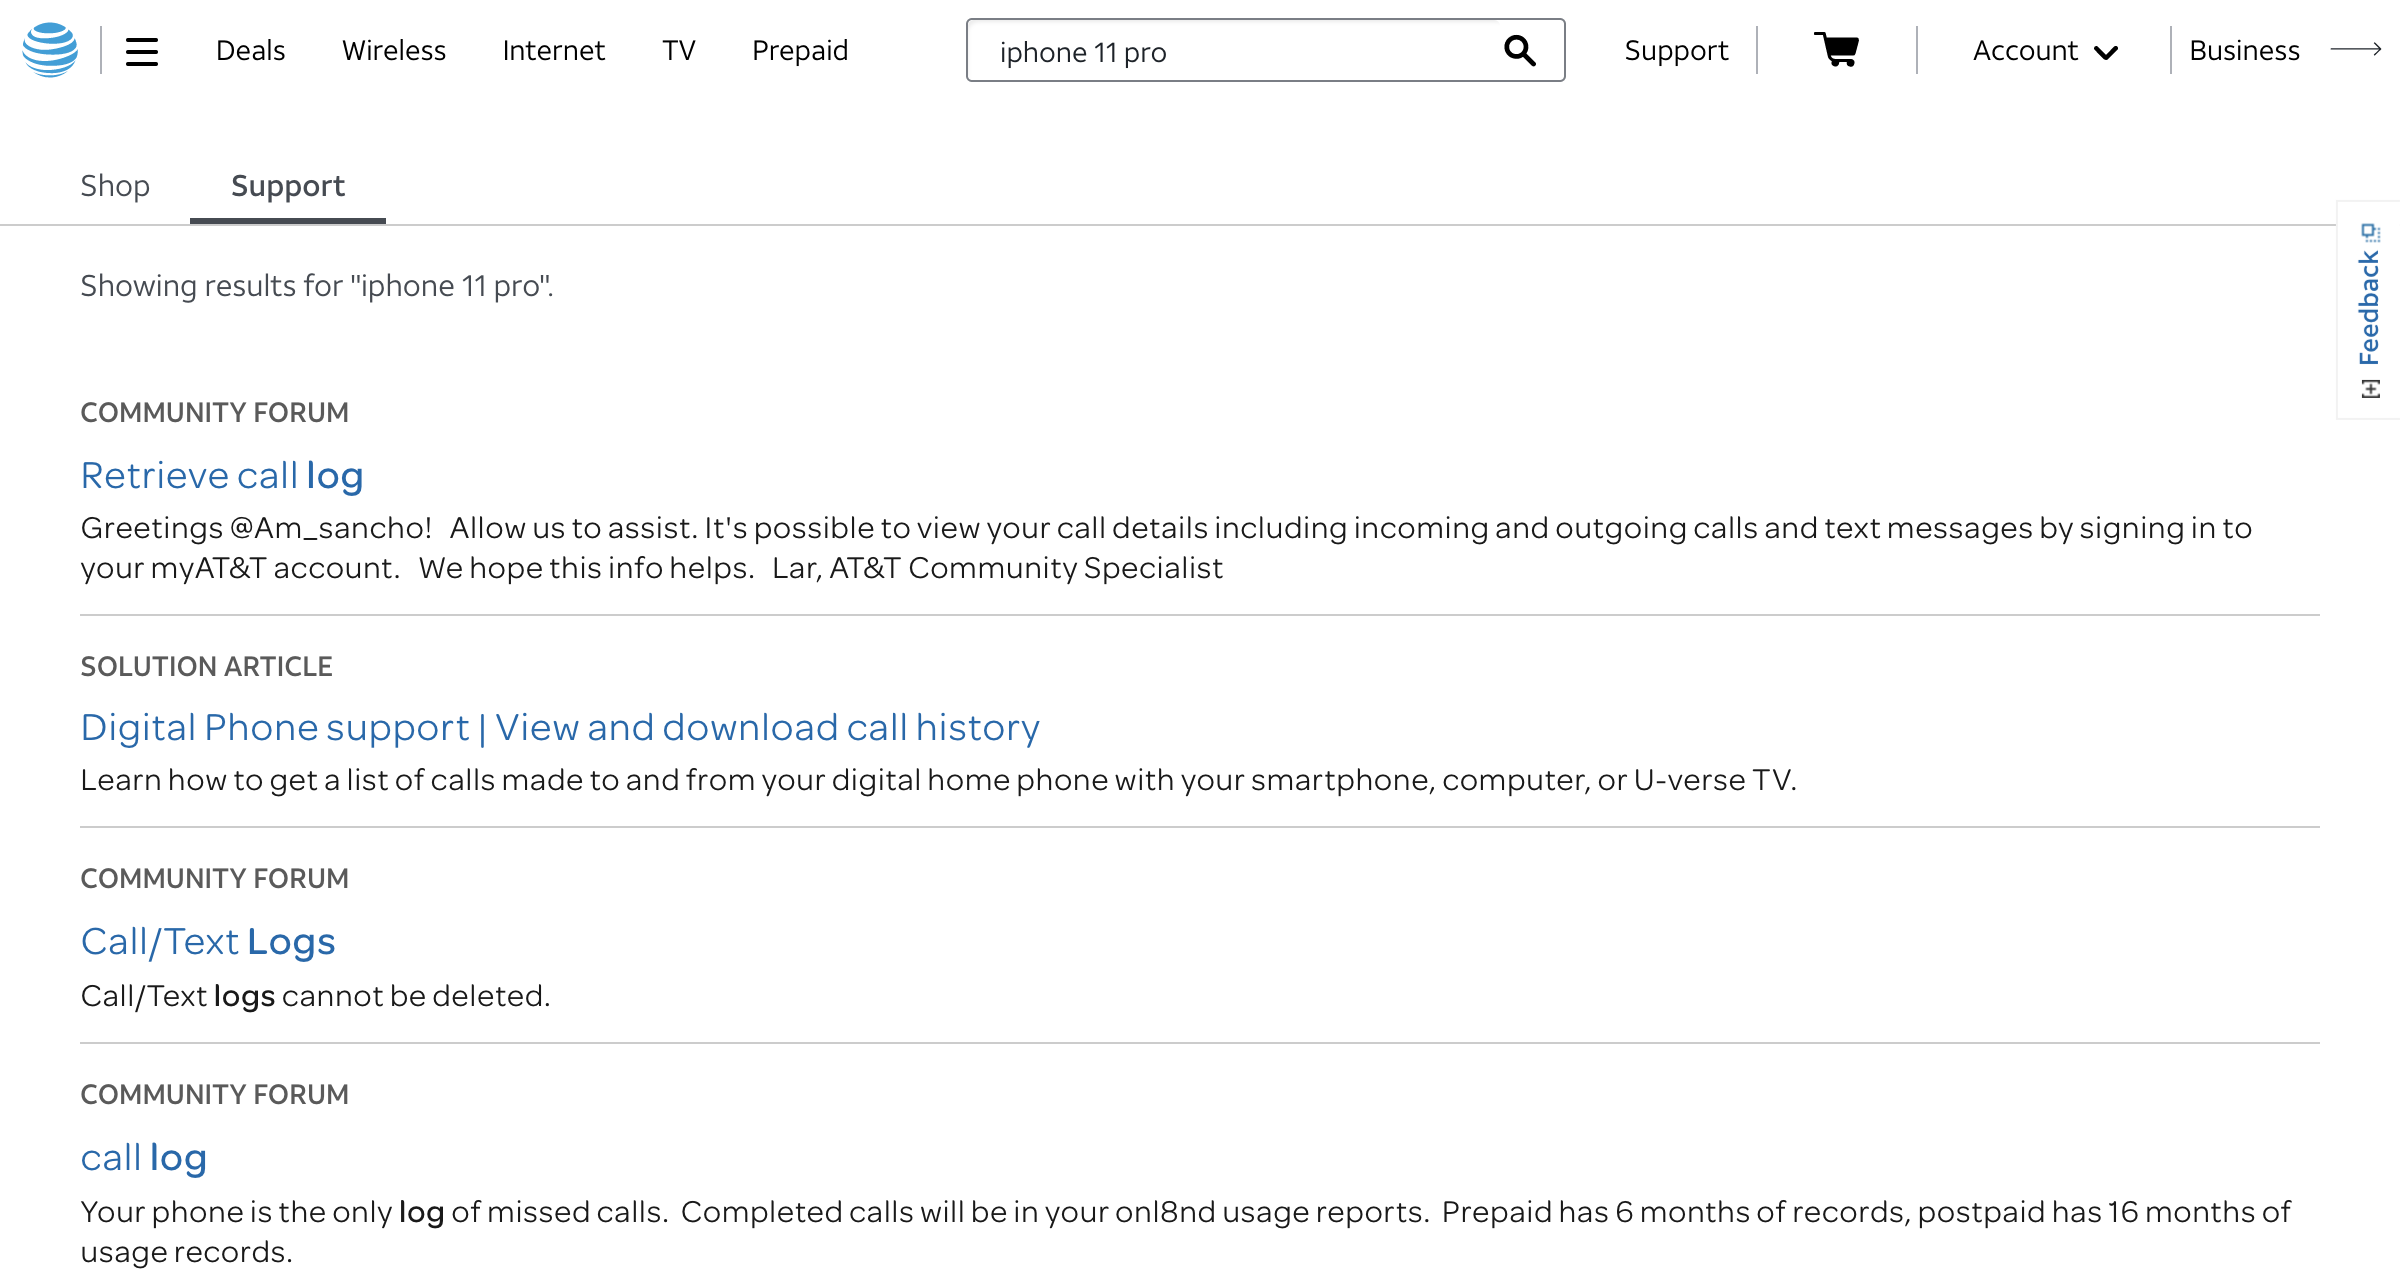 Deals Wireless Internet TV Prepaid iphone 11 pro Support Account Business
Shop Support
Showing results for "iphone 11 pro".
Feedback
COMMUNITY FORUM
Retrieve call log
Greetings @Am_sancho!   Allow us to assist. It's possible to view your call details including incoming and outgoing calls and text messages by signing in to
your myAT&T account.   We hope this info helps.   Lar, AT&T Community Specialist
SOLUTION ARTICLE
Digital Phone support | View and download call history
Learn how to get a list of calls made to and from your digital home phone with your smartphone, computer, or U-verse TV.
COMMUNITY FORUM
Call/Text Logs
Call/Text logs cannot be deleted.
COMMUNITY FORUM
call log
Your phone is the only log of missed calls.  Completed calls will be in your onl8nd usage reports.  Prepaid has 6 months of records, postpaid has 16 months of
usage records.